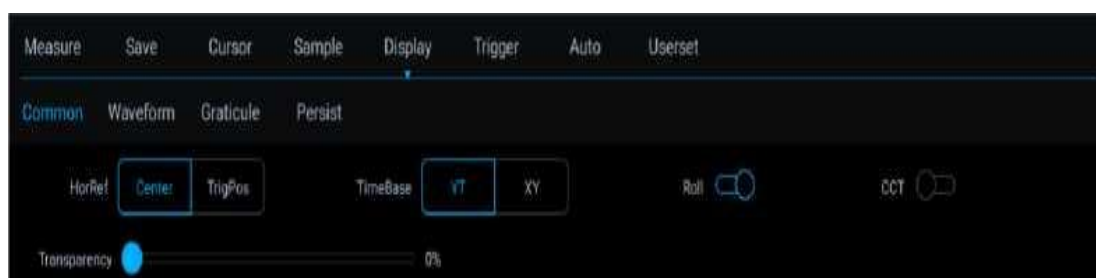 Measure Save Cursor Sample Display Trigger Auto Userset
Common Waveform Graticule Persist
HorRef Center TrigPos TimeBase YT XY Roll CCT
Transparency 0%